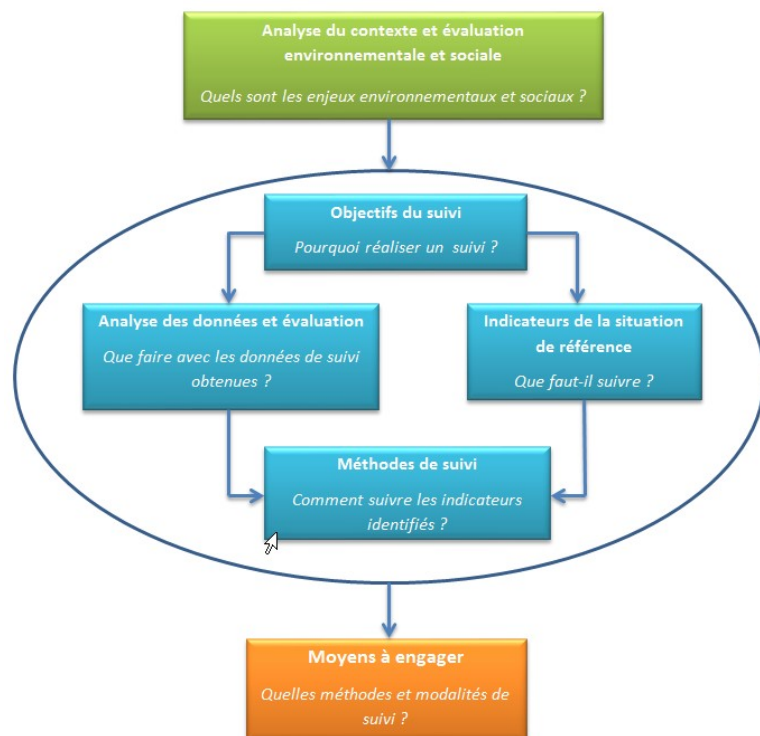 Analyse du contexte et évaluation
environnementale et sociale
Quels sont les enjeux environnementaux et sociaux ?
Objectifs du suivi
Pourquoi réaliser un suivi ?
Analyse des données et évaluation
Que faire avec les données de suivi
obtenues ?
Indicateurs de la situation
de référence
Que faut-il suivre ?
Méthodes de suivi
Comment suivre les indicateurs
identifiés ?
Moyens à engager
Quelles méthodes et modalités de
suivi ?